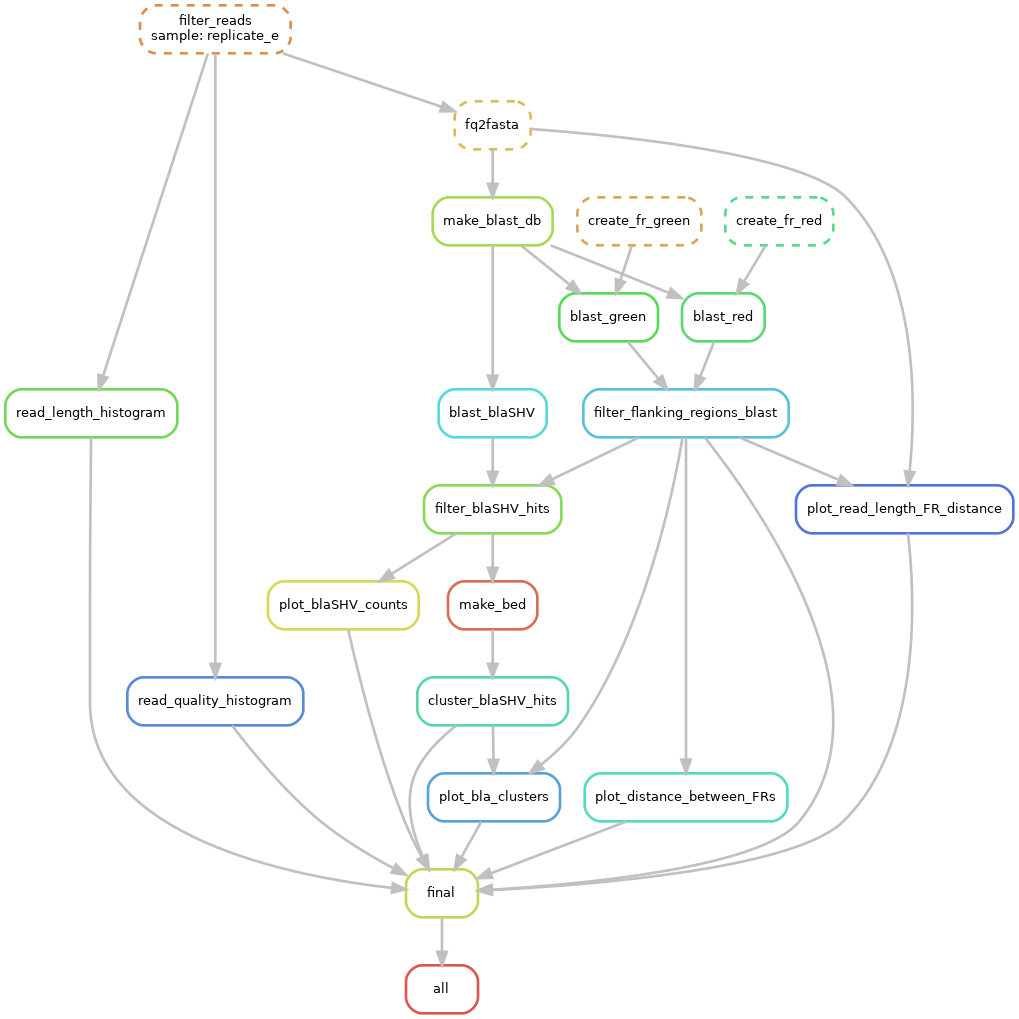 filter_reads
sample: replicate_e
fq2fasta
make_blast_db
create_fr_green
create_fr_red
blast_green
blast_red
read_length_histogram
blast_blaSHV
filter_flanking_regions_blast
filter_blaSHV_hits
plot_read_length_FR_distance
plot_blaSHV_counts
make_bed
read_quality_histogram
cluster_blaSHV_hits
plot_bla_clusters
plot_distance_between_FRs
final
all